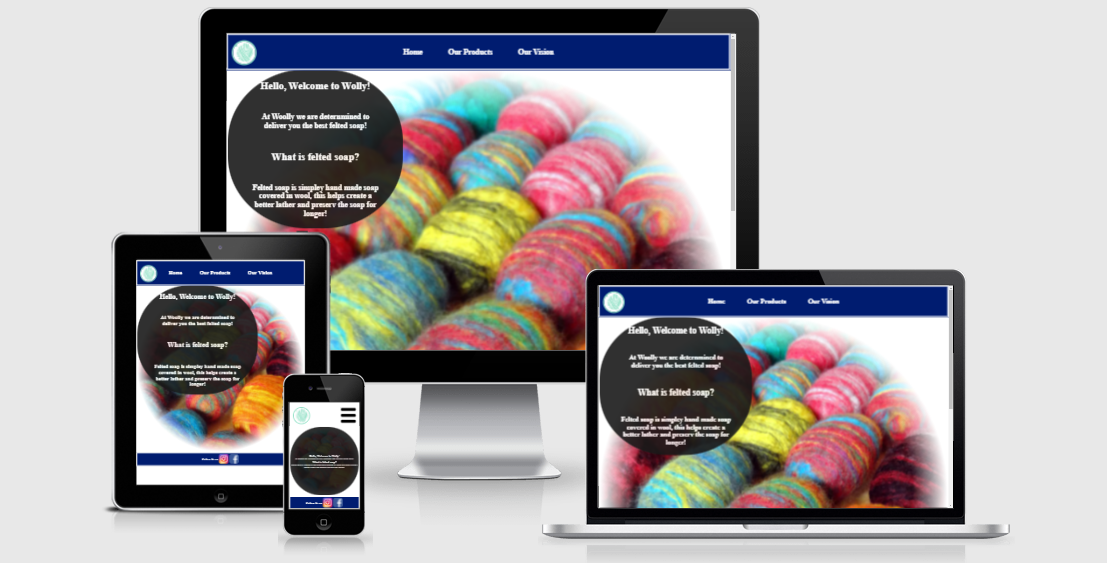 Home Our Products Our Vision
Hello, Welcome to Wolly!
At Woolly we are determined to
deliver you the best felted soap!
What is felted soap?
Felted soap is simpley hand made soap
covered in wool, this helps create a
better lather and preserv the soap for
longer!
Home Our Products Our Vision
Hello, Welcome to Wolly!
At Woolly we are determined to
deliver you the best felted soap!
What is felted soap?
Felted soap is simpley hand made soap
covered in wool, this helps create a
better lather and preserv the soap for
longer!
Home Our Products Our Vision
Hello, Welcome to Wolly!
At Woolly we are determined to
deliver you the best felted soap!
What is felted soap?
Felted soap is simpley hand made soap
covered in wool, this helps create a
better lather and preserv the soap for
longer!
Hello, Welcome to Wolly!
What is felted soap?